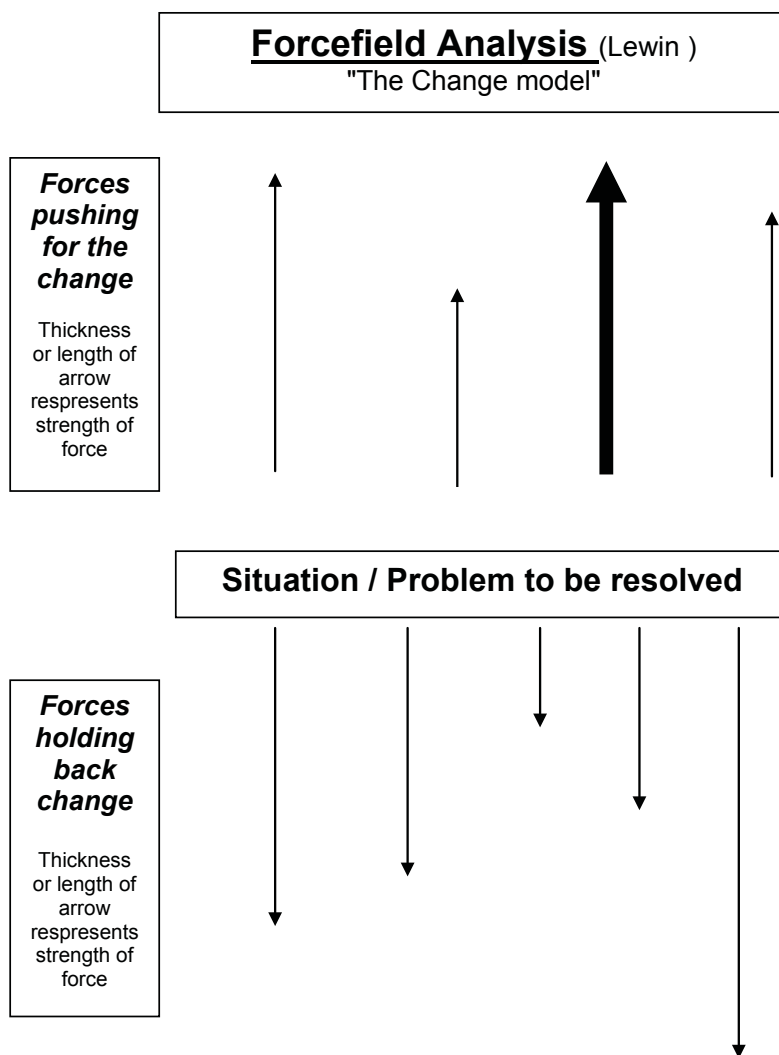 Forcefield Analysis (Lewin )
"The Change model"
Forces
pushing
for the
change
Thickness
or length of
arrow
respresents
strength of
force
Situation / Problem to be resolved
Forces
holding
back
change
Thickness
or length of
arrow
respresents
strength of
force